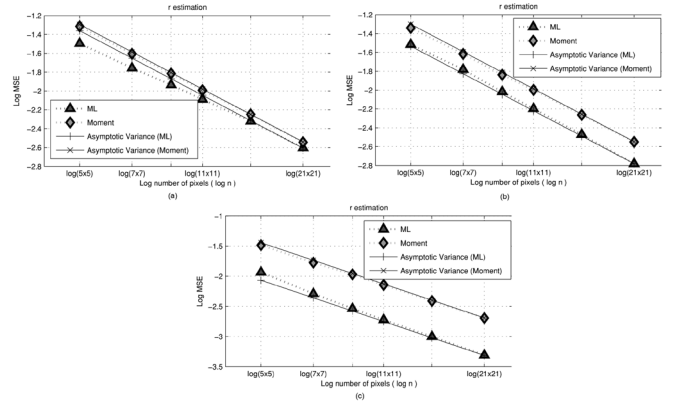 r estimation
−1.2
−1.4
−1.6
−1.8
−2
−2.2
−2.4
−2.6
−2.8
Log MSE
ML
Moment
Asymptotic Variance (ML)
Asymptotic Variance (Moment)
log(5x5) log(7x7) log(11x11) log(21x21)
Log number of pixels ( log n )
(a)
r estimation
−1.2
−1.4
−1.6
−1.8
−2
−2.2
−2.4
−2.6
−2.8
Log MSE
ML
Moment
Asymptotic Variance (ML)
Asymptotic Variance (Moment)
log(5x5) log(7x7) log(11x11) log(21x21)
Log number of pixels ( log n )
(b)
r estimation
−1
−1.5
−2
−2.5
−3
−3.5
Log MSE
ML
Moment
Asymptotic Variance (ML)
Asymptotic Variance (Moment)
log(5x5) log(7x7) log(11x11) log(21x21)
Log number of pixels ( log n )
(c)